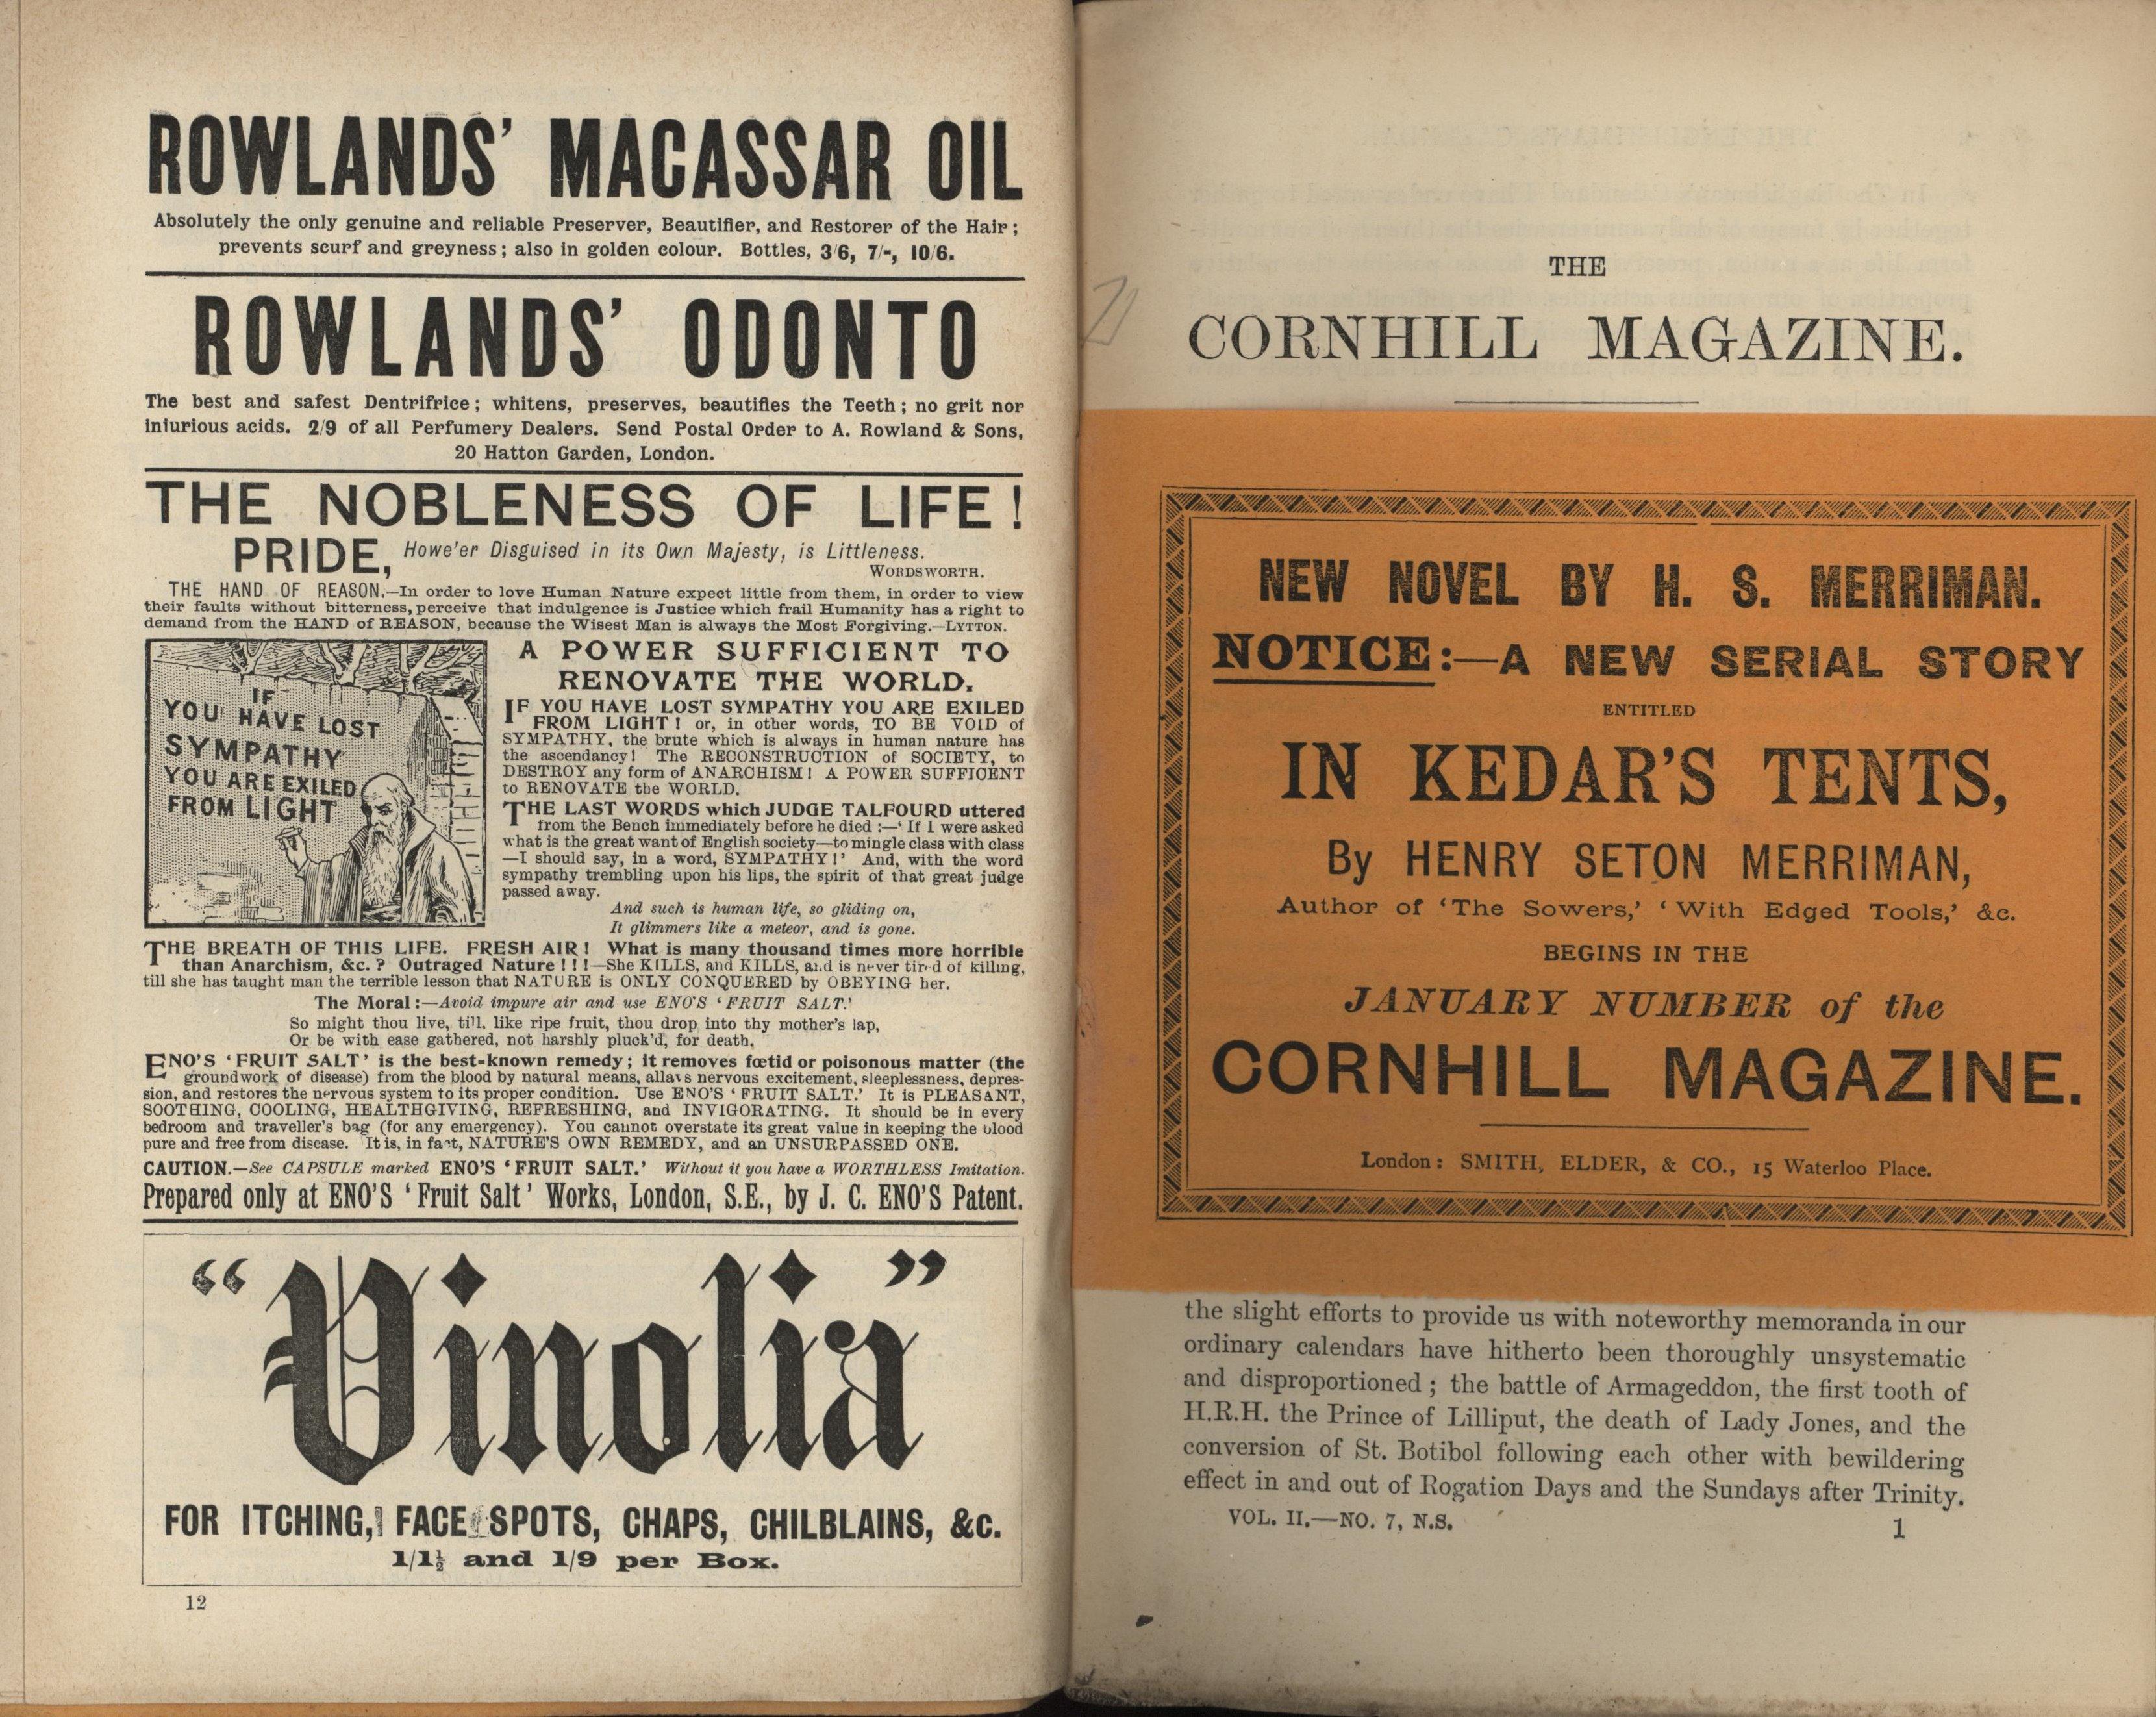 ROWLANDS' MACASSAR OIL
Absolutely the only genuine and reliable Preserver, Beautifier, and Restorer of the Hair;
prevents scurf and greyness; also in golden colour. Bottles, 3/6, 7/-, 10/6.
ROWLANDS' ODONTO
The best and safest Dentrifrice; whitens, preserves, beautifies the Teeth; no grit nor
iniurious acids. 2/9 of all Perfumery Dealers. Send Postal Order to A. Rowland & Sons,
20 Hatton Garden, London.
THE NOBLENESS OF LIFE!
PRIDE, Howe'er Disguised in its Own Majesty, is Littleness.
WORDSWORTH.
THE HAND OF REASON.—In order to love Human Nature expect little from them, in order to view
their faults without bitterness, perceive that indulgence is Justice which frail Humanity has a right to
demand from the HAND of REASON, because the Wisest Man is always the Most Forgiving.—LYTTON.
IF
YOU HAVE LOST
SYMPATHY
YOU ARE EXILED
FROM LIGHT
A POWER SUFFICIENT TO
RENOVATE THE WORLD.
IF YOU HAVE LOST SYMPATHY YOU ARE EXILED
FROM LIGHT! or, in other words, TO BE VOID of
SYMPATHY, the brute which is always in human nature has
the ascendancy! The RECONSTRUCTION of SOCIETY, to
DESTROY any form of ANARCHISM! A POWER SUFFICIENT
to RENOVATE the WORLD.
THE LAST WORDS which JUDGE TALFOURD uttered
from the Bench immediately before he died:—'If I were asked
what is the great want of English society—to mingle class with class
—I should say, in a word, SYMPATHY!' And, with the word
sympathy trembling upon his lips, the spirit of that great judge
passed away.
And such is human life, so gliding on,
It glimmers like a meteor, and is gone.
THE BREATH OF THIS LIFE. FRESH AIR! What is many thousand times more horrible
than Anarchism, &c.? Outraged Nature!!!—She KILLS, and KILLS, and is never tired of killing,
till she has taught man the terrible lesson that NATURE is ONLY CONQUERED by OBEYING her.
The Moral:—Avoid impure air and use ENO'S 'FRUIT SALT.'
So might thou live, till, like ripe fruit, thou drop into thy mother's lap,
Or be with ease gathered, not harshly pluck'd, for death.
ENO'S 'FRUIT SALT' is the best-known remedy; it removes fœtid or poisonous matter (the
groundwork of disease) from the blood by natural means, allays nervous excitement, sleeplessness, depres-
sion, and restores the nervous system to its proper condition. Use ENO'S 'FRUIT SALT.' It is PLEASANT,
SOOTHING, COOLING, HEALTHGIVING, REFRESHING, and INVIGORATING. It should be in every
bedroom and traveller's bag (for any emergency). You cannot overstate its great value in keeping the blood
pure and free from disease. It is, in fact, NATURE'S OWN REMEDY, and an UNSURPASSED ONE.
CAUTION.—See CAPSULE marked ENO'S 'FRUIT SALT.' Without it you have a WORTHLESS Imitation.
Prepared only at ENO'S 'Fruit Salt' Works, London, S.E., by J. C. ENO'S Patent.
"Vinolia"
FOR ITCHING, FACE SPOTS, CHAPS, CHILBLAINS, &c.
1/1½ and 1/9 per Box.
12
THE
CORNHILL MAGAZINE.
NEW NOVEL BY H. S. MERRIMAN.
NOTICE:—A NEW SERIAL STORY
ENTITLED
IN KEDAR'S TENTS,
By HENRY SETON MERRIMAN,
Author of 'The Sowers,' 'With Edged Tools,' &c.
BEGINS IN THE
JANUARY NUMBER of the
CORNHILL MAGAZINE.
London: SMITH, ELDER, & CO., 15 Waterloo Place.
the slight efforts to provide us with noteworthy memoranda in our
ordinary calendars have hitherto been thoroughly unsystematic
and disproportioned; the battle of Armageddon, the first tooth of
H.R.H. the Prince of Lilliput, the death of Lady Jones, and the
conversion of St. Botibol following each other with bewildering
effect in and out of Rogation Days and the Sundays after Trinity.
VOL. II.—NO. 7, N.S.
1